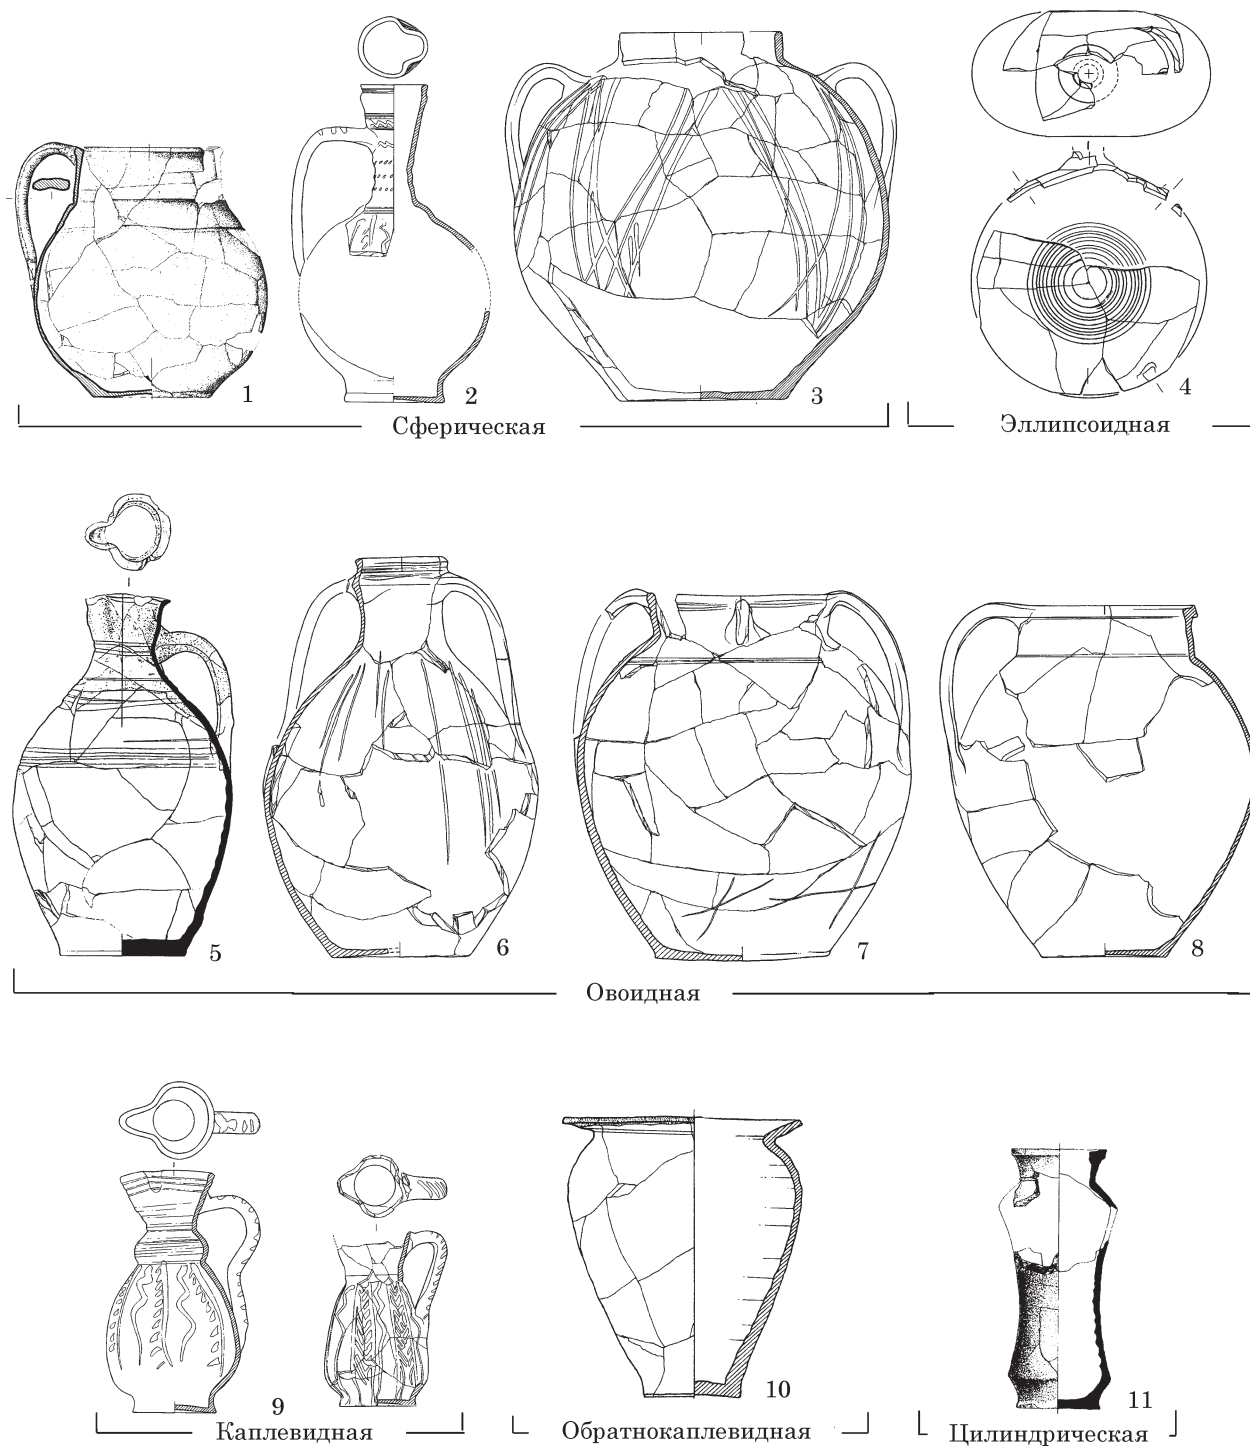 1 2 3 4
Сферическая Эллипсоидная
5 6 7 8
Овоидная
9 10 11
Каплевидная Обратнокаплевидная Цилиндрическая